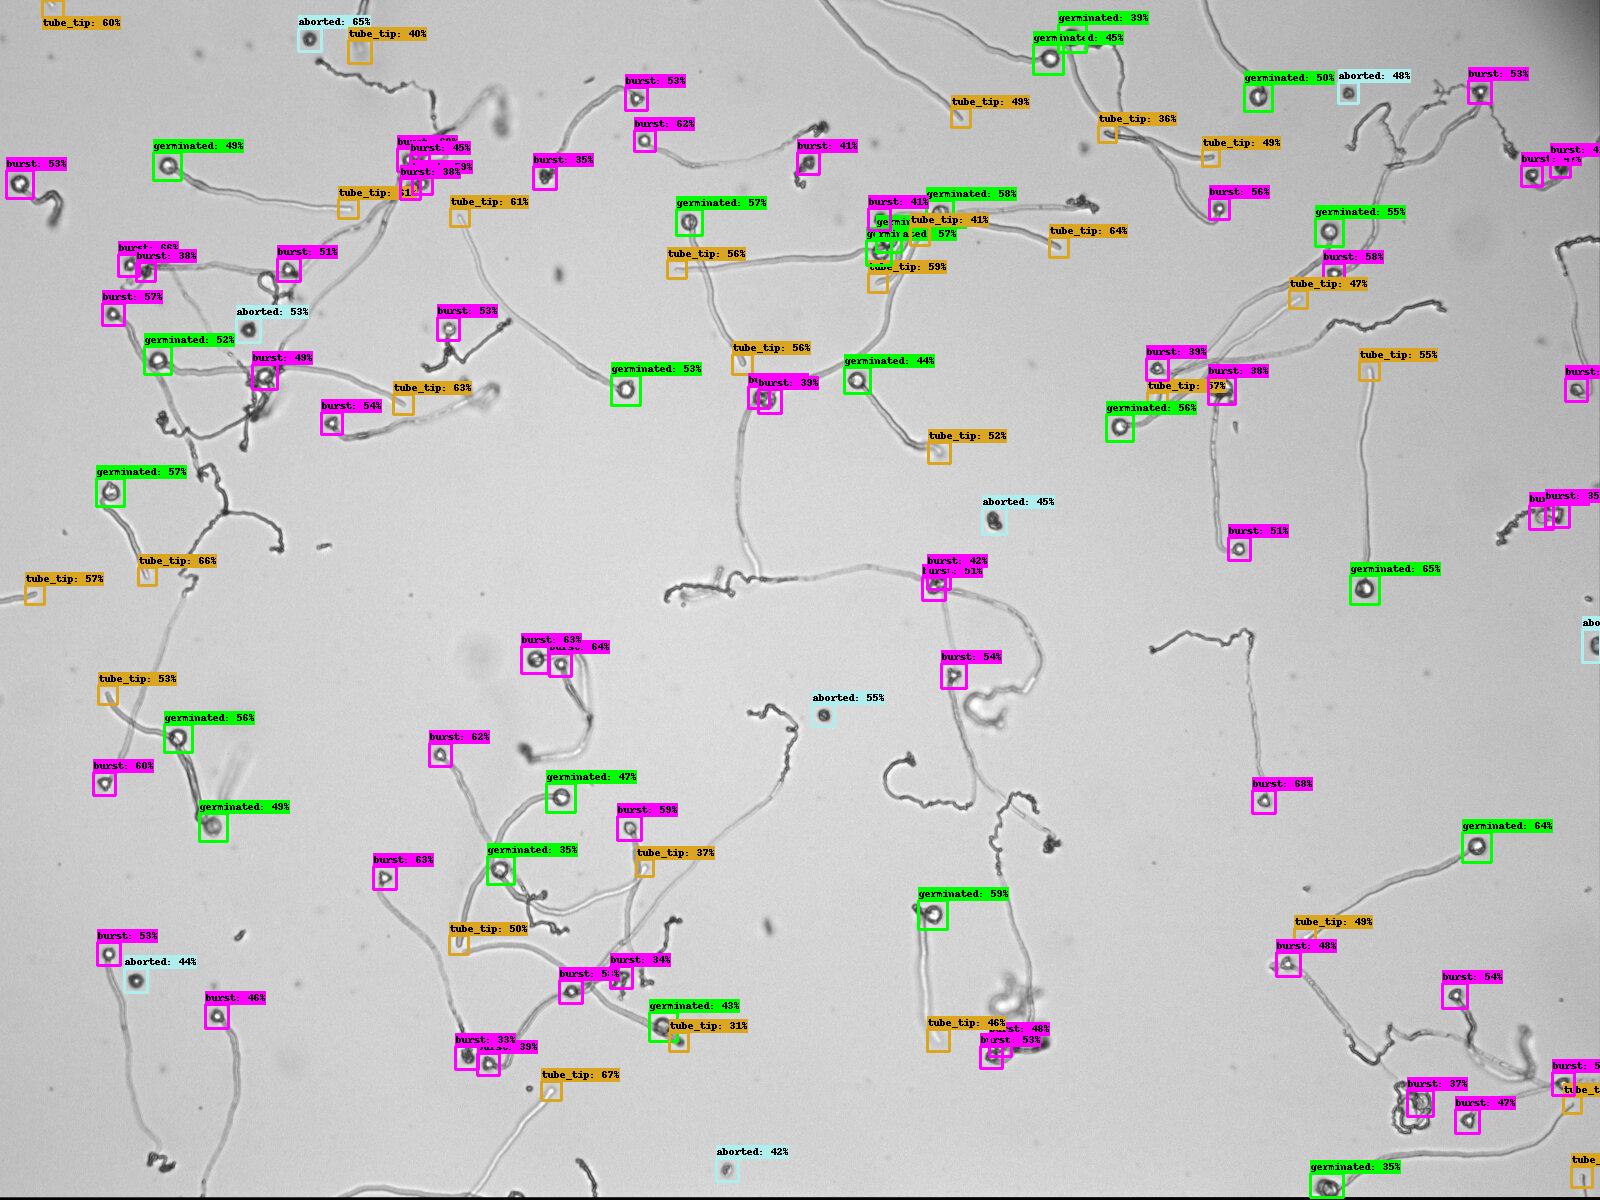 tube_tip: 60%
aborted: 65%
tube_tip: 40%
germinated: 39%
germinated: 45%
germinated: 50%
aborted: 48%
burst: 53%
burst: 53%
tube_tip: 49%
tube_tip: 36%
burst: 62%
tube_tip: 49%
germinated: 49%
burst: 45%
burst: 41%
burst: 53%
burst: 35%
burst: 38%
tube_tip:
tube_tip: 61%
burst: 56%
germinated: 57%
burst: 41%
germinated: 58%
tube_tip: 41%
germinated: 55%
tube_tip: 64%
germinated 57%
burst: 66%
burst: 38%
burst: 51%
tube_tip: 56%
tube_tip: 59%
burst: 58%
tube_tip: 47%
burst: 57%
aborted: 53%
burst: 53%
germinated: 52%
burst: 49%
tube_tip: 56%
germinated: 44%
burst: 39%
tube_tip: 55%
germinated: 53%
burst: 39%
burst: 38%
burst:
tube_tip: 63%
tube_tip: 57%
burst: 54%
germinated: 56%
tube_tip: 52%
germinated: 57%
aborted: 45%
burst: 35
burst: 51%
tube_tip: 66%
burst: 42%
burst: 51%
germinated: 65%
tube_tip: 57%
burst: 63%
burst: 64%
burst: 54%
tube_tip: 53%
aborted: 55%
germinated: 56%
burst: 62%
burst: 60%
germinated: 47%
burst: 68%
germinated: 49%
burst: 59%
germinated: 64%
germinated: 35%
tube_tip: 37%
burst: 63%
germinated: 59%
tube_tip: 50%
tube_tip: 49%
burst: 53%
burst: 48%
aborted: 44%
burst: 34%
burst:
burst: 54%
burst: 46%
germinated: 43%
tube_tip: 31%
tube_tip: 46%
burst: 48%
burst: 53%
burst: 33%
burst: 39%
tube_tip: 67%
burst: 37%
burst: 47%
aborted: 42%
germinated: 35%